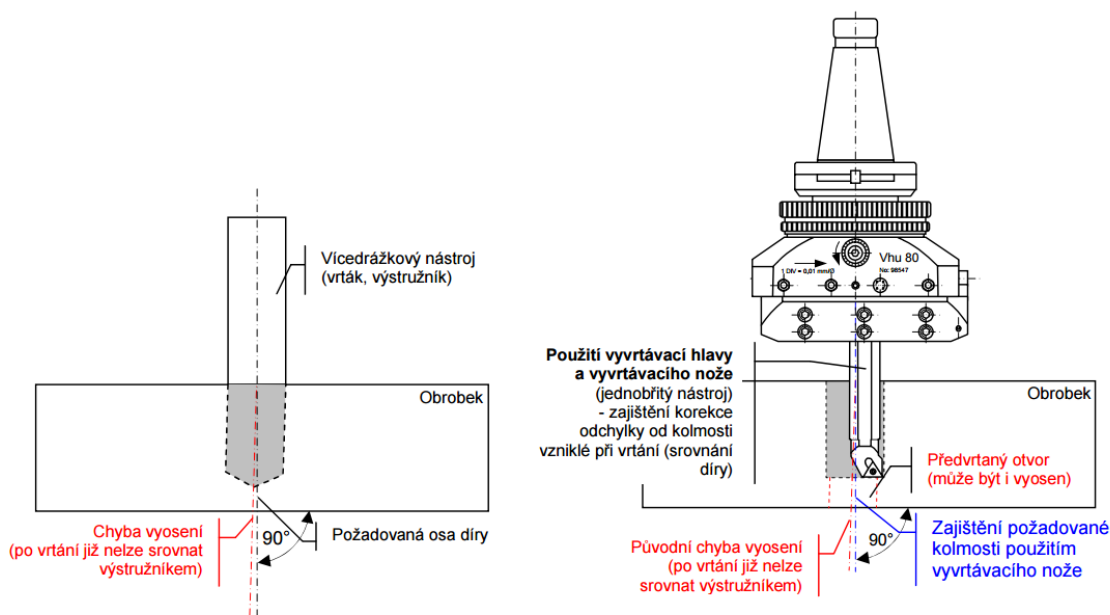 Vícedrážkový nástroj
(vrták, výstružník)
Obrobek
Chyba vyosení
(po vrtání již nelze srovnat
výstružníkem)
90°
Požadovaná osa díry
Vhu 80
1 DIV = 0,01 mm/
No: 98547
Použití vyvrtávací hlavy
a vyvrtávacího nože
(jednobřitý nástroj)
- zajištění korekce
odchylky od kolmosti
vzniklé při vrtání (srovnání
díry)
Obrobek
Předvrtaný otvor
(může být i vyosen)
Původní chyba vyosení
(po vrtání již nelze
srovnat výstružníkem)
90°
Zajištění požadované
kolmosti použitím
vyvrtávacího nože